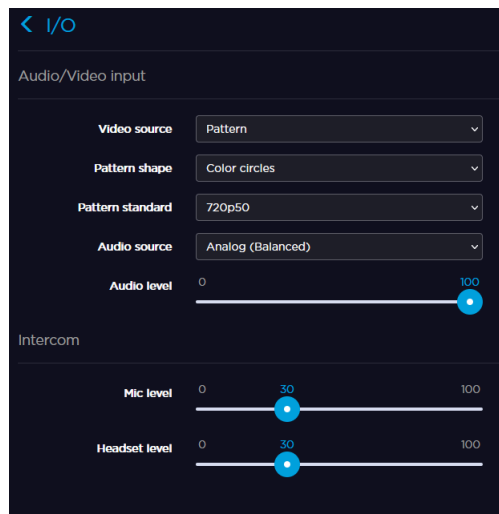 I/O
Audio/Video input
Video source Pattern
Pattern shape Color circles
Pattern standard 720p50
Audio source Analog (Balanced)
Audio level 0 100
Intercom
Mic level 0 30 100
Headset level 0 30 100